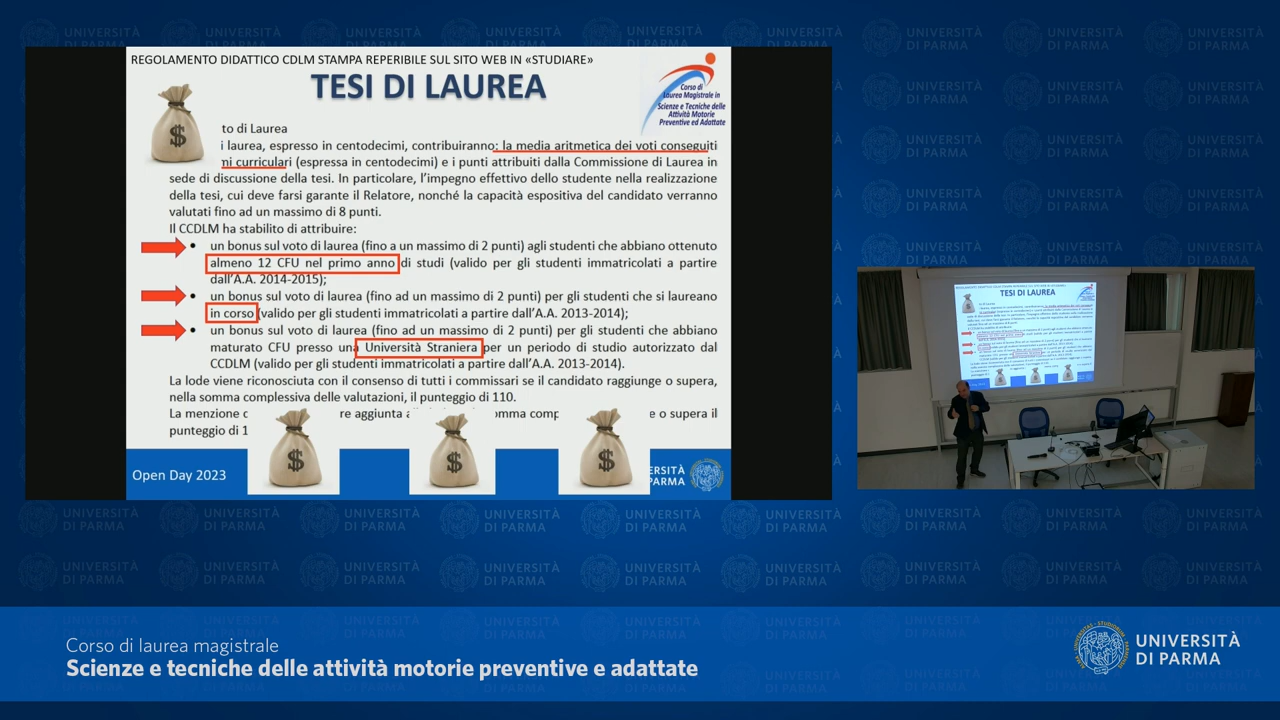 REGOLAMENTO DIDATTICO CDLM STAMPA REPERIBILE SUL SITO WEB IN «STUDIARE»
TESI DI LAUREA
Corso di
Laurea Magistrale in
Scienze e Tecniche delle
Attività Motorie
Preventive ed Adattate
to di Laurea
i laurea, espresso in centodecimi, contribuiranno: la media aritmetica dei voti conseguiti
ni curriculari (espressa in centodecimi) e i punti attribuiti dalla Commissione di Laurea in
sede di discussione della tesi. In particolare, l'impegno effettivo dello studente nella realizzazione
della tesi, cui deve farsi garante il Relatore, nonché la capacità espositiva del candidato verranno
valutati fino ad un massimo di 8 punti.
Il CCDLM ha stabilito di attribuire:
• un bonus sul voto di laurea (fino a un massimo di 2 punti) agli studenti che abbiano ottenuto
almeno 12 CFU nel primo anno di studi (valido per gli studenti immatricolati a partire
dall'A.A. 2014-2015);
• un bonus sul voto di laurea (fino ad un massimo di 2 punti) per gli studenti che si laureano
in corso (valido per gli studenti immatricolati a partire dall'A.A. 2013-2014);
• un bonus sul voto di laurea (fino ad un massimo di 2 punti) per gli studenti che abbiano
maturato CFU presso una Università Straniera per un periodo di studio autorizzato dal
CCDLM (valido per gli studenti immatricolati a partire dall'A.A. 2013-2014).
La lode viene riconosciuta con il consenso di tutti i commissari se il candidato raggiunge o supera,
nella somma complessiva delle valutazioni, il punteggio di 110.
La menzione re aggiunta somma comp e o supera il
punteggio di 1
Open Day 2023
ERSITÀ
PARMA
Corso di laurea magistrale
Scienze e tecniche delle attività motorie preventive e adattate
UNIVERSITÀ
DI PARMA